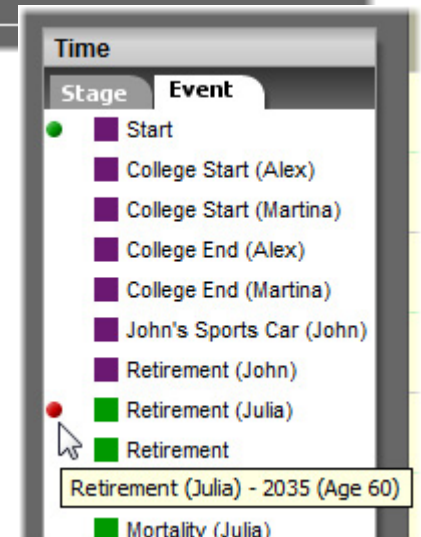 Time
Stage Event
Start
College Start (Alex)
College Start (Martina)
College End (Alex)
College End (Martina)
John's Sports Car (John)
Retirement (John)
Retirement (Julia)
Retirement
Retirement (Julia) - 2035 (Age 60)
Mortality (Julia)